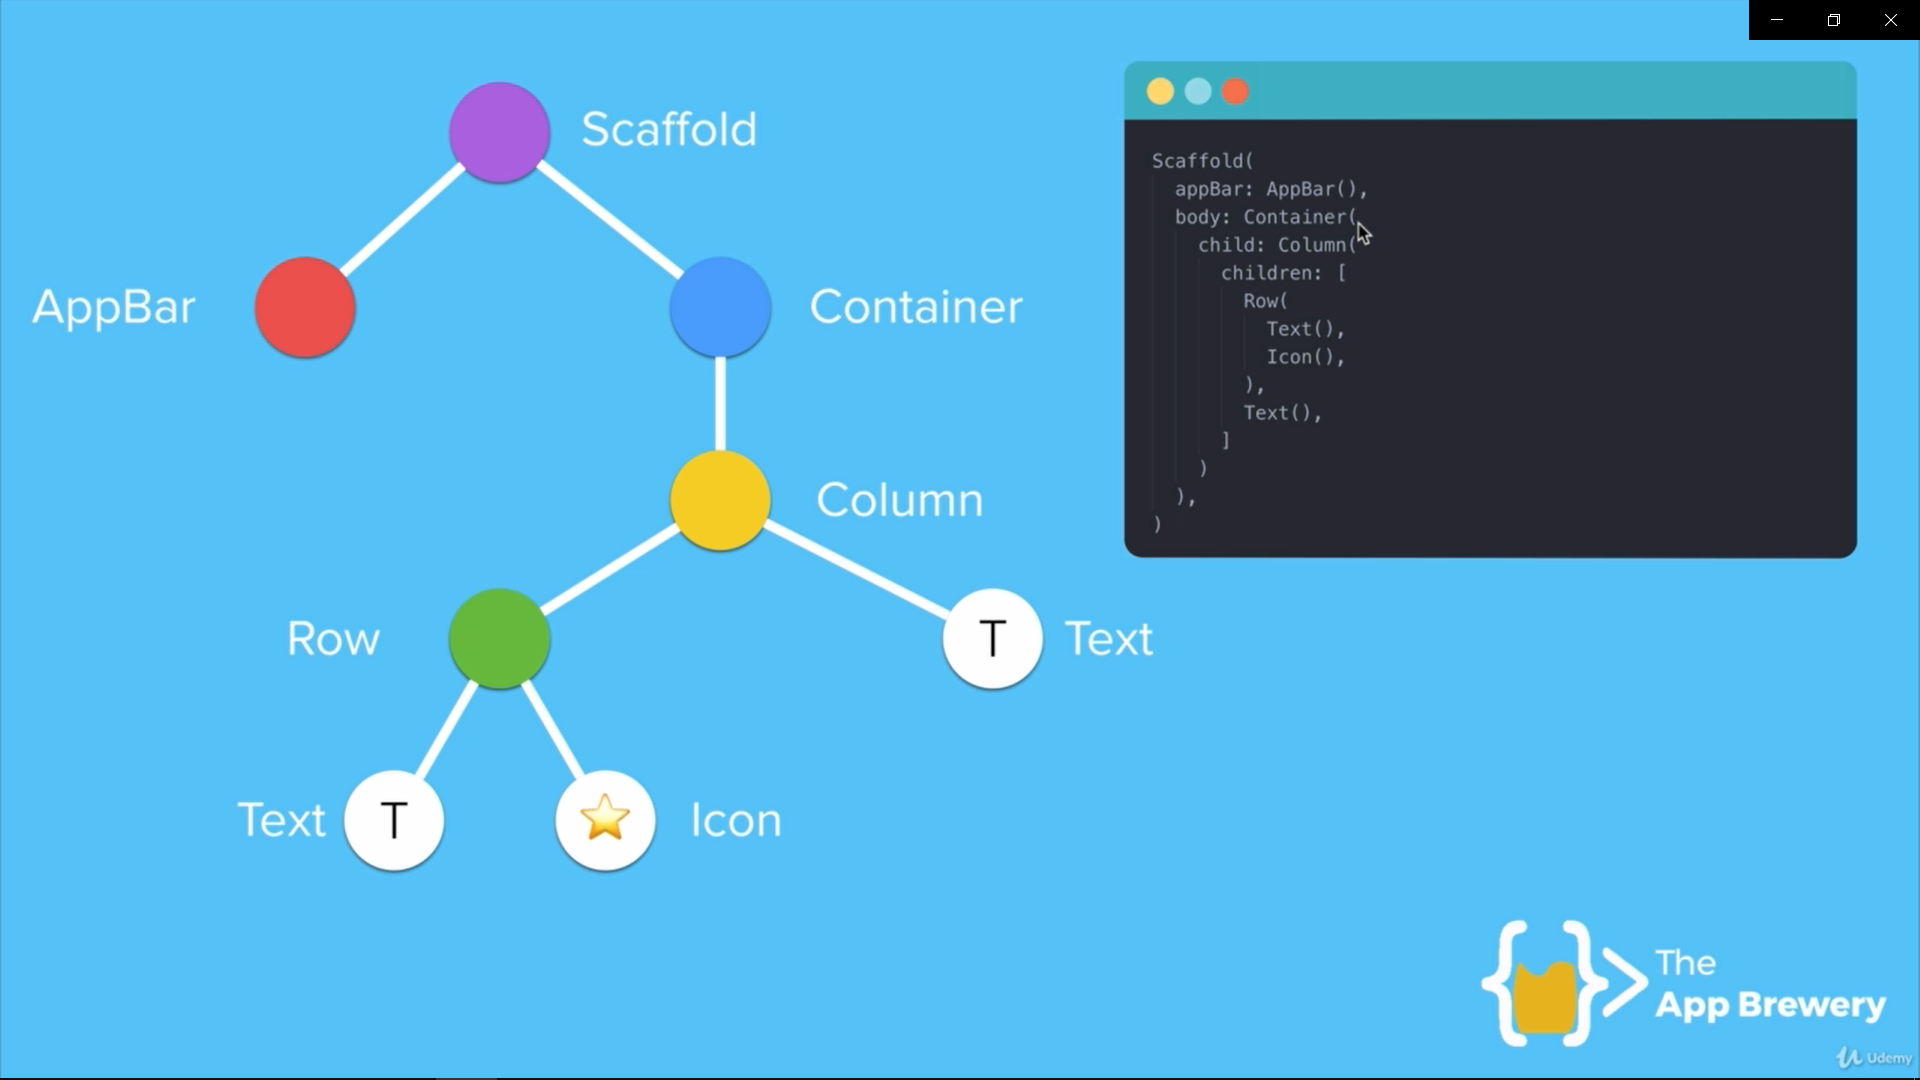 Scaffold
AppBar
Container
Column
Row
T
Text
Text
T
Icon
Scaffold(
appBar: AppBar(),
body: Container(
child: Column(
children: [
Row(
Text(),
Icon(),
),
Text(),
]
)
),
)
The
App Brewery
Udemy